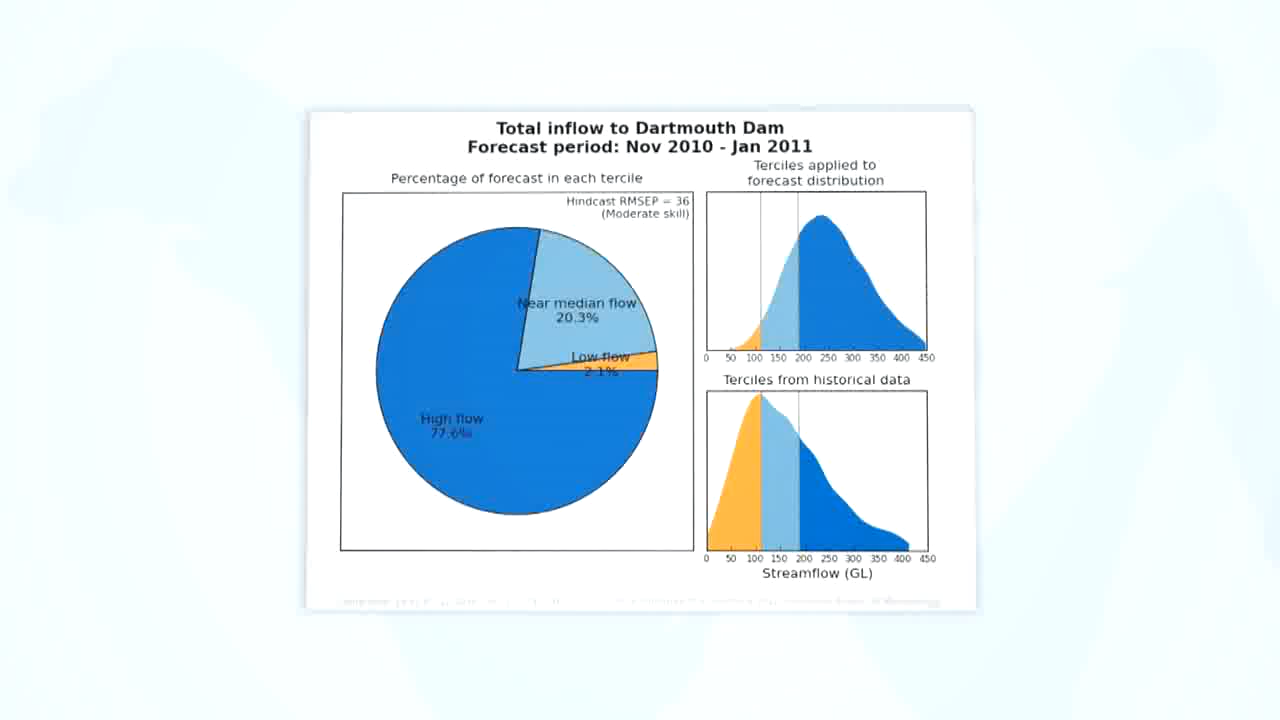 Total inflow to Dartmouth Dam
Forecast period: Nov 2010 - Jan 2011
Percentage of forecast in each tercile
Hindcast RMSEP = 36
(Moderate skill)
Near median flow
20.3%
Low flow
2.1%
High flow
77.6%
Terciles applied to
forecast distribution
0 50 100 150 200 250 300 350 400 450
Terciles from historical data
0 50 100 150 200 250 300 350 400 450
Streamflow (GL)